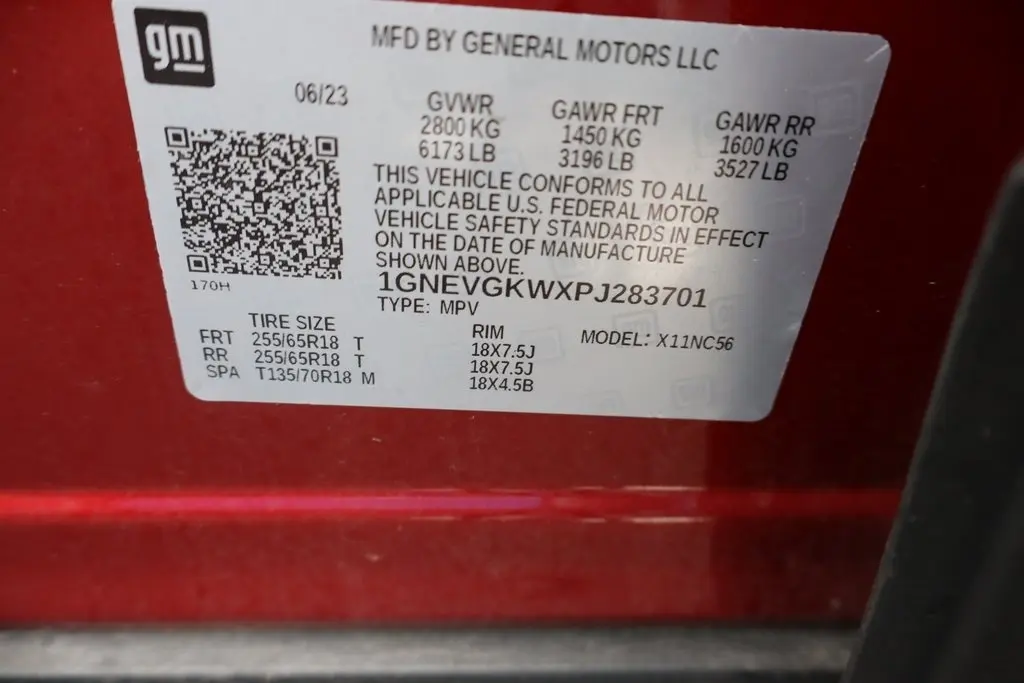 gm
MFD BY GENERAL MOTORS LLC
06/23
GVWR GAWR FRT GAWR RR
2800 KG 1450 KG 1600 KG
6173 LB 3196 LB 3527 LB
THIS VEHICLE CONFORMS TO ALL
APPLICABLE U.S. FEDERAL MOTOR
VEHICLE SAFETY STANDARDS IN EFFECT
ON THE DATE OF MANUFACTURE
SHOWN ABOVE.
170H
1GNEVGKWXPJ283701
TYPE: MPV
TIRE SIZE RIM MODEL: X11NC56
FRT 255/65R18 T 18X7.5J
RR 255/65R18 T 18X7.5J
SPA T135/70R18 M 18X4.5B